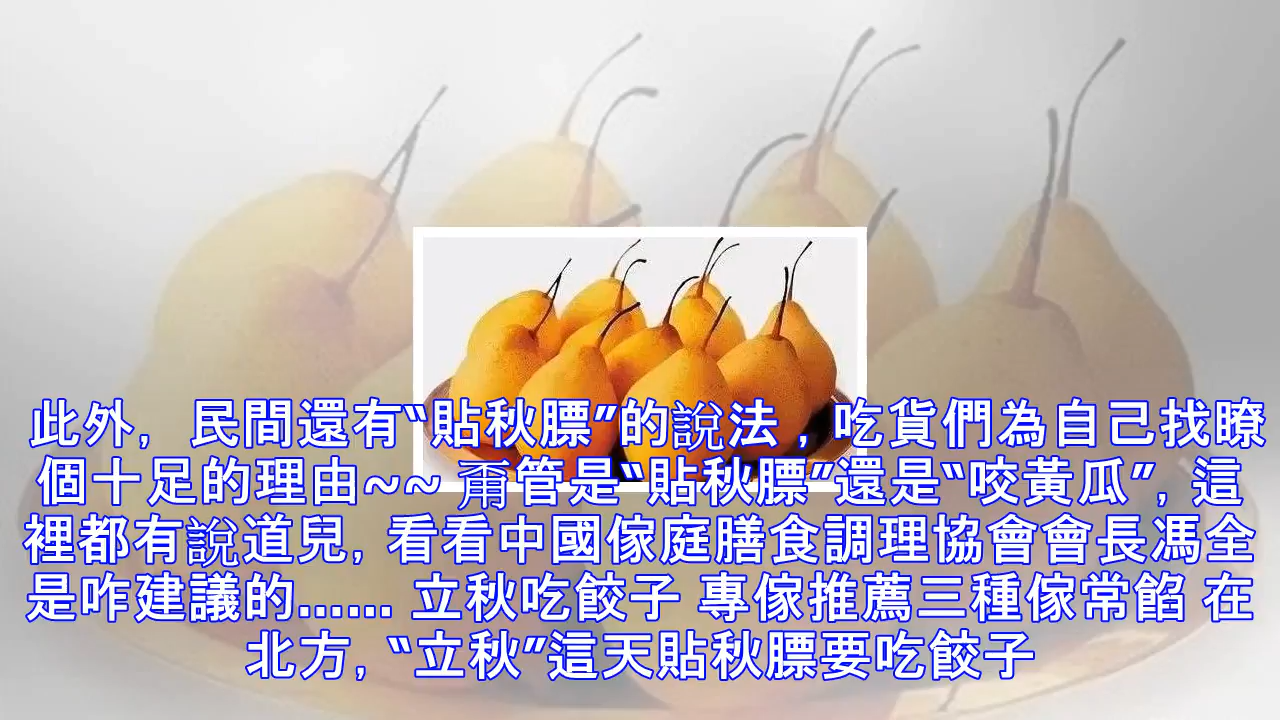 此外, 民間還有“貼秋膘”的說法，吃貨們為自己找瞭
個十足的理由~~ 甭管是“貼秋膘”還是“咬黃瓜”, 這
裡都有說道兒, 看看中國傢庭膳食調理協會會長馮全
是咋建議的…… 立秋吃餃子 專傢推薦三種傢常餡 在
北方, “立秋”這天貼秋膘要吃餃子